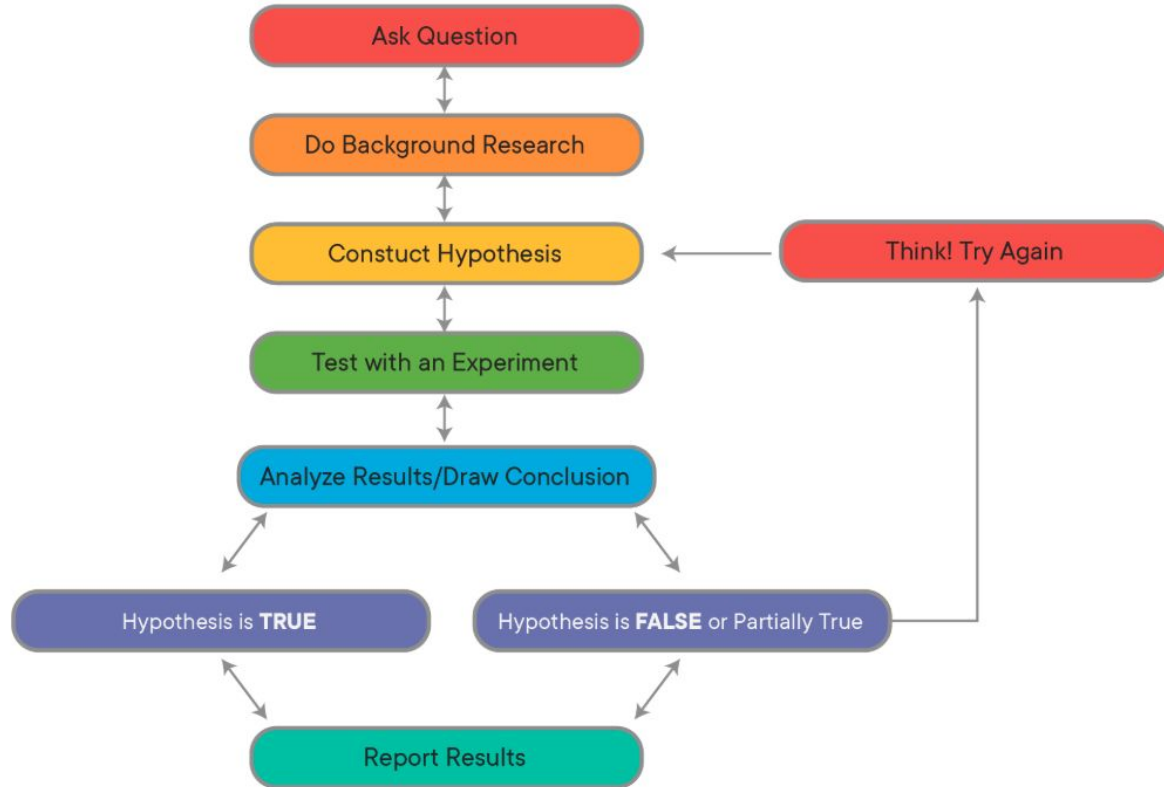 Ask Question
Do Background Research
Constuct Hypothesis
Think! Try Again
Test with an Experiment
Analyze Results/Draw Conclusion
Hypothesis is TRUE
Hypothesis is FALSE or Partially True
Report Results